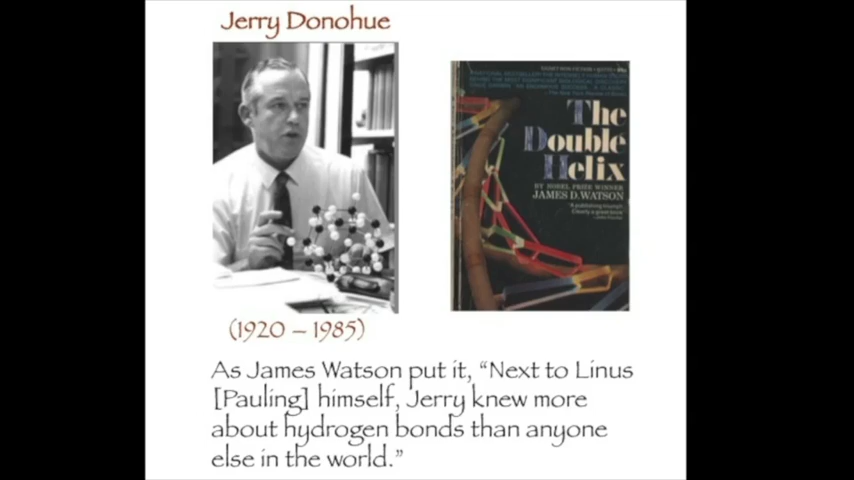 Jerry Donohue
The
Double
Helix
BY NOBEL PRIZE WINNER
JAMES D. WATSON
(1920 – 1985)
As James Watson put it, “Next to Linus
[Pauling] himself, Jerry knew more
about hydrogen bonds than anyone
else in the world.”